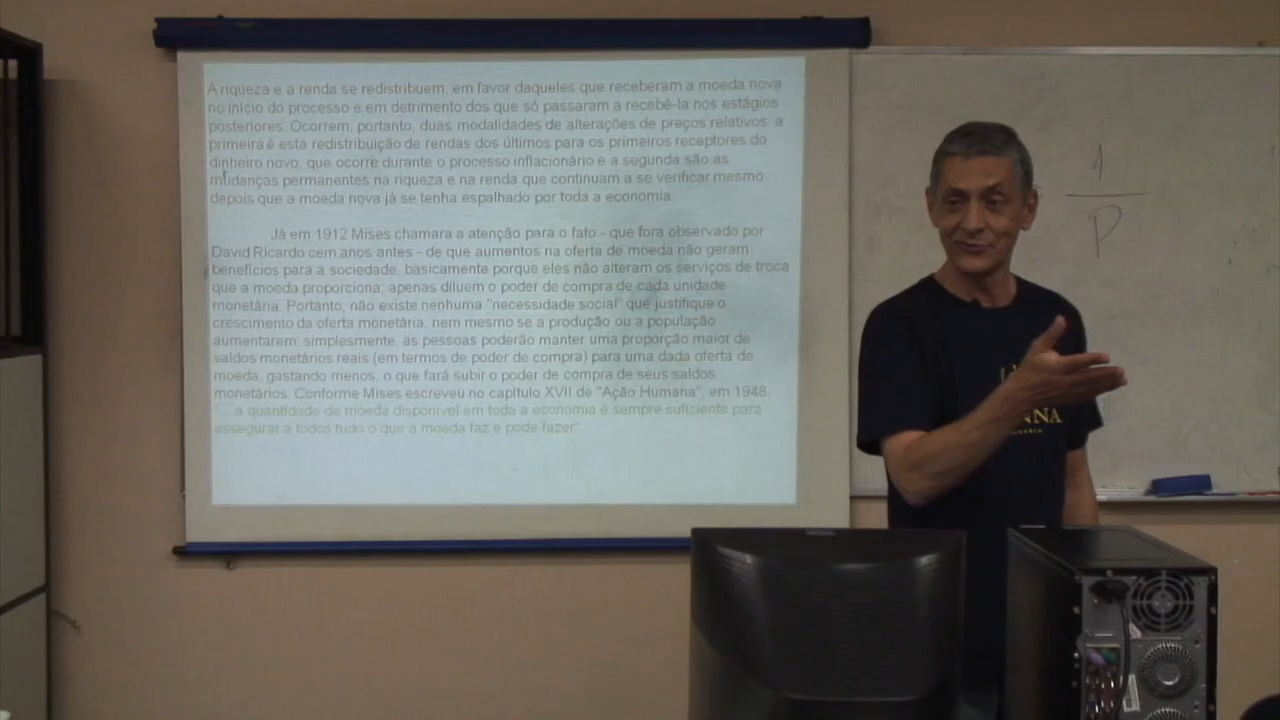 A riqueza e a renda se redistribuem, em favor daqueles que receberam a moeda nova
no início do processo e em detrimento dos que só passaram a recebê-la nos estágios
posteriores. Ocorrem, portanto, duas modalidades de alterações de preços relativos: a
primeira é esta redistribuição de rendas dos últimos para os primeiros receptores do
dinheiro novo, que ocorre durante o processo inflacionário e a segunda são as
mudanças permanentes na riqueza e na renda que continuam a se verificar mesmo
depois que a moeda nova já se tenha espalhado por toda a economia.
Já em 1912 Mises chamara a atenção para o fato - que fora observado por
David Ricardo cem anos antes - de que aumentos na oferta de moeda não geram
benefícios para a sociedade, basicamente porque eles não alteram os serviços de troca
que a moeda proporciona; apenas diluem o poder de compra de cada unidade
monetária. Portanto, não existe nenhuma "necessidade social" que justifique o
crescimento da oferta monetária, nem mesmo se a produção ou a população
aumentarem: simplesmente, as pessoas poderão manter uma proporção maior de
saldos monetários reais (em termos de poder de compra) para uma dada oferta de
moeda, gastando menos, o que fará subir o poder de compra de seus saldos
monetários. Conforme Mises escreveu no capítulo XVII de "Ação Humana", em 1948,
"...a quantidade de moeda disponível em toda a economia é sempre suficiente para
assegurar a todos tudo o que a moeda faz e pode fazer".
1
P
NNA